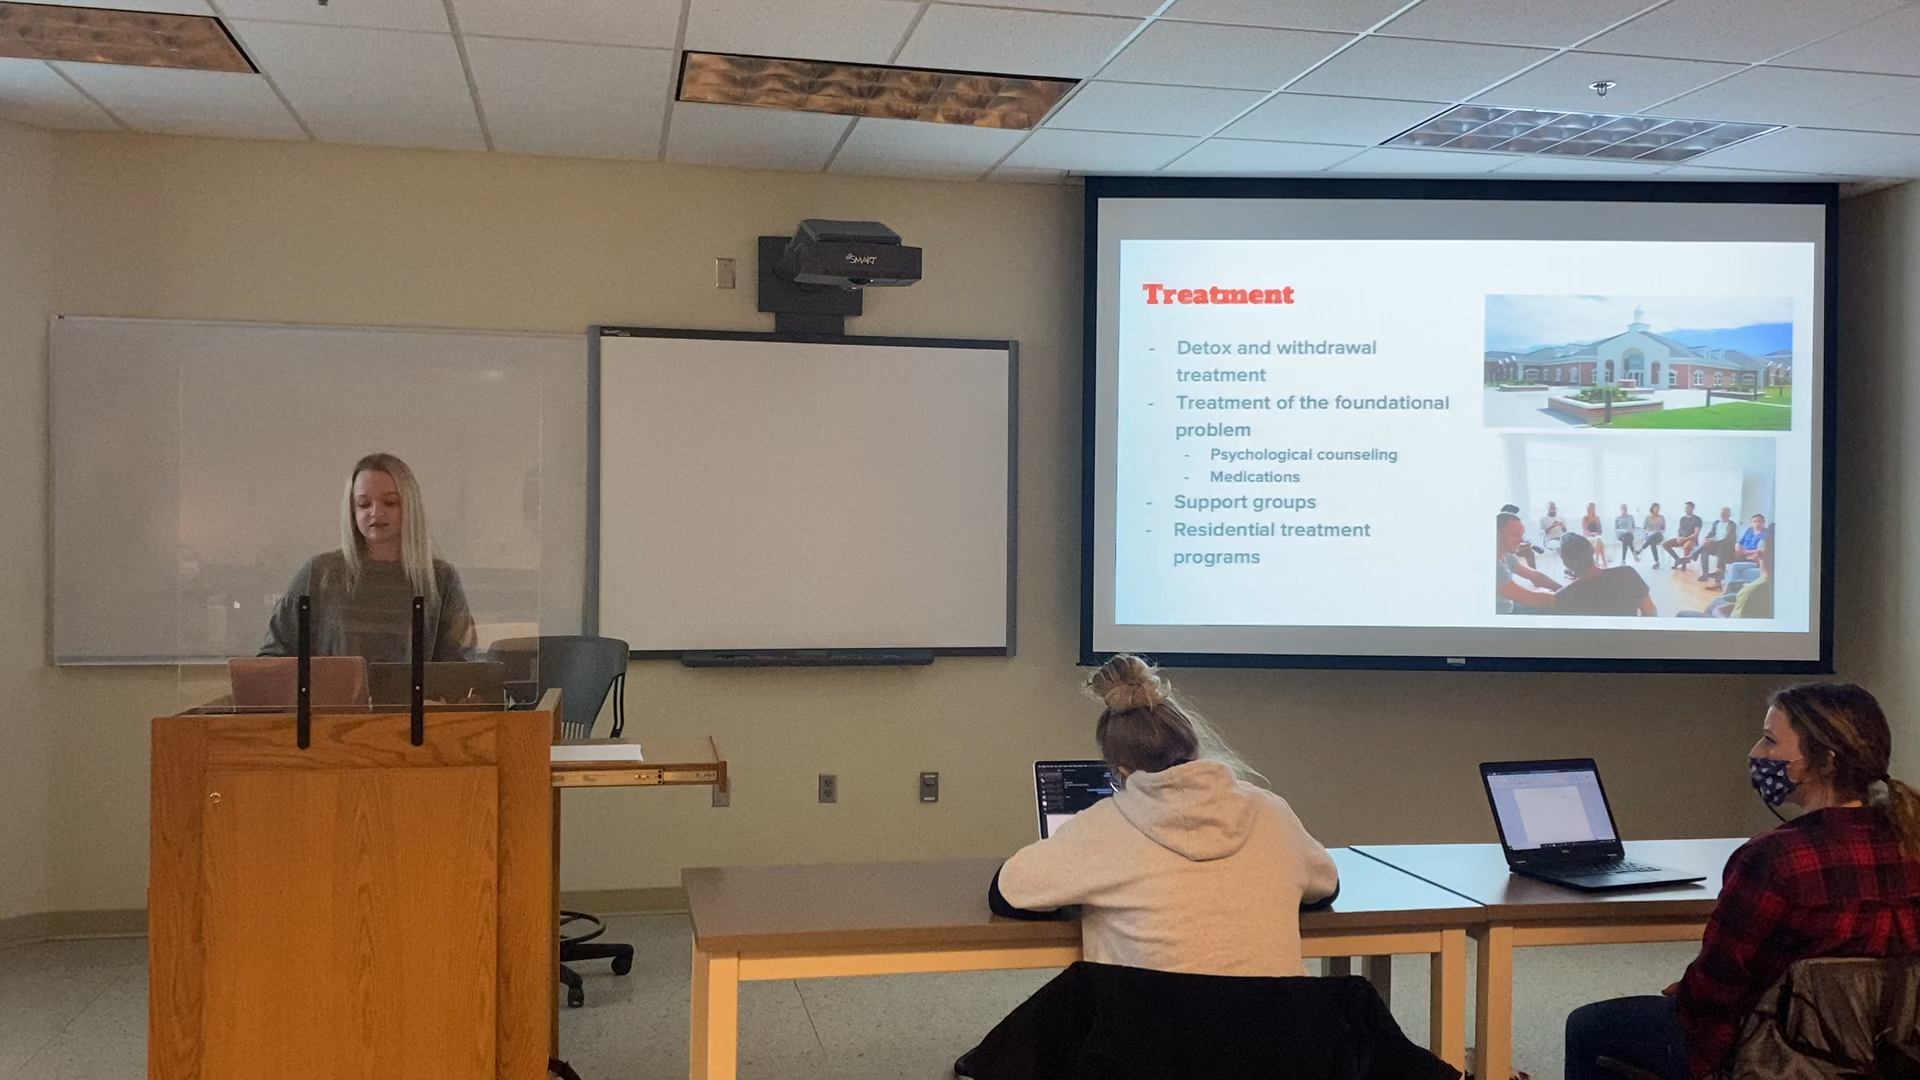 SMART
Treatment
- Detox and withdrawal
treatment
- Treatment of the foundational
problem
- Psychological counseling
- Medications
- Support groups
- Residential treatment
programs